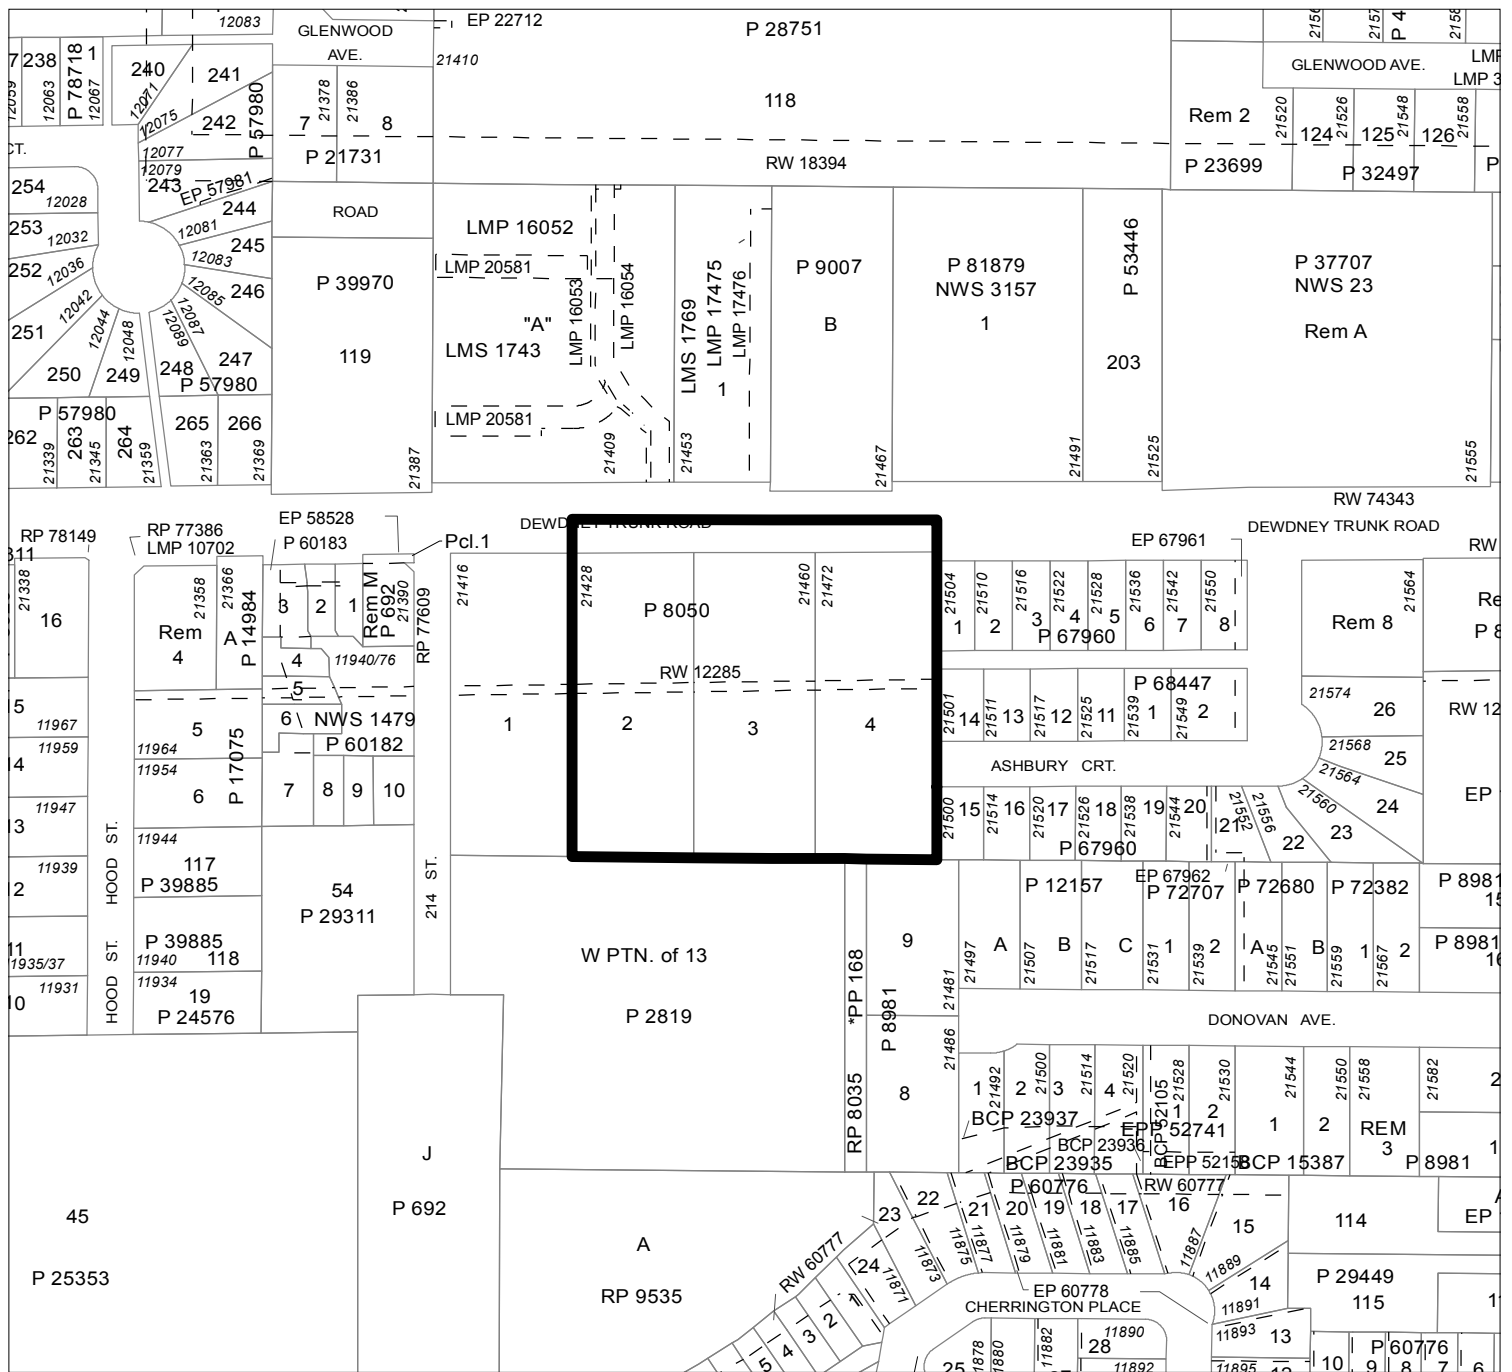 12083
GLENWOOD
AVE.
EP 22712
21410
P 28751
118
RW 18394
GLENWOOD AVE.
LMP 3
238
12063
P 78718
1
12067
240
12071
241
12075
242
P 57980
12077
12079
243
EP 57981
244
12081
245
12083
246
12085
12087
12089
247
248
P 57980
249
12048
12044
250
12042
251
12036
252
12032
253
12028
254
CT.
21378
21386
7
8
P 21731
ROAD
P 39970
119
21387
LMP 16052
LMP 20581
"A"
LMS 1743
LMP 16053
LMP 16054
LMP 20581
21409
LMS 1769
LMP 17475
1
LMP 17476
21453
P 9007
B
21467
P 81879
NWS 3157
1
21491
P 53446
203
21525
Rem 2
P 23699
21520
124
21526
125
21548
126
21558
P 32497
P 37707
NWS 23
Rem A
21555
P 57980
262
21339
263
21345
264
21359
265
21363
266
21369
RW 74343
DEWDNEY TRUNK ROAD
DEWDNEY TRUNK ROAD
RP 78149
RP 77386
LMP 10702
EP 58528
P 60183
Pcl.1
EP 67961
RW
21338
16
Rem
4
21358
21366
A
P 14984
3
2
1
Rem M
P 692
21390
RP 77609
4
11940/76
5
6
NWS 1479
P 60182
7
8
9
10
21416
1
21428
P 8050
21460
21472
RW 12285
2
3
4
21504
1
21510
2
21516
3
21522
4
21528
5
21536
6
21542
7
21550
8
P 67960
P 68447
21501
14
21511
13
21517
12
21525
11
21539
1
21549
2
Rem 8
21564
21574
26
21568
25
21564
24
21560
23
22
21556
21552
21
RW 12
EP
ASHBURY CRT.
21500
15
21514
16
21520
17
21526
18
21538
19
21544
20
P 67960
15
11967
11959
14
11947
13
11939
12
11
11935/37
11931
10
HOOD ST.
HOOD ST.
5
11964
11954
6
P 17075
11944
117
P 39885
P 39885
11940
118
11934
19
P 24576
54
P 29311
214 ST.
W PTN. of 13
P 2819
*PP 168
RP 8035
9
21481
P 8981
21486
8
21497
A
P 12157
21507
B
21517
C
EP 67962
P 72707
21531
1
21539
2
P 72680
A
21545
21551
B
P 72382
21559
1
21567
2
P 8981
P 8981
DONOVAN AVE.
1
21492
2
21500
3
21514
4
21520
BCP 52105
21528
1
21530
2
21544
1
21550
2
21558
REM
3
21582
BCP 23937
EPP 52741
BCP 23936
BCP 23935
BCP 15387
P 8981
J
P 692
45
P 25353
A
RP 9535
P 60776
RW 60777
RW 60777
23
22
21
20
19
18
17
16
15
14
13
24
11871
11873
11875
11877
11879
11881
11883
11885
11887
11889
11891
11893
11895
1
2
3
4
5
EP 60778
CHERRINGTON PLACE
114
EP
P 29449
115
25
11882
11890
28
11892
P 60776
10
9
8
7
6